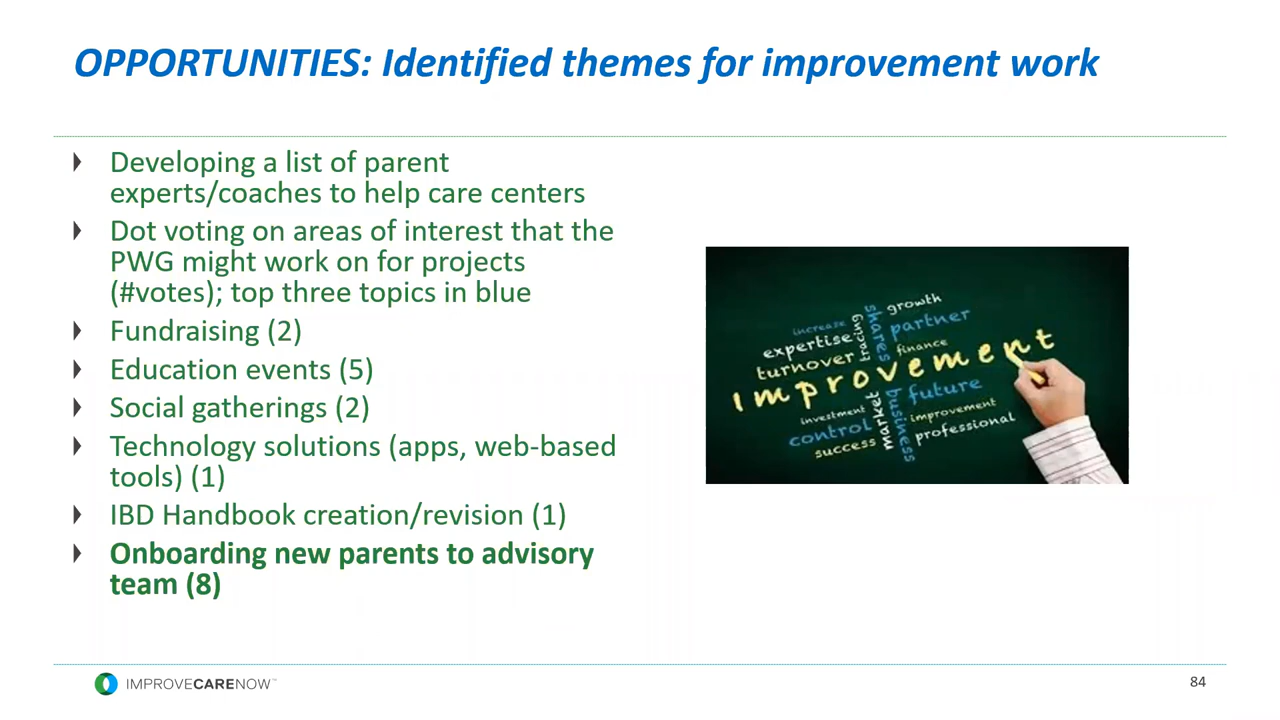 OPPORTUNITIES: Identified themes for improvement work
Developing a list of parent
experts/coaches to help care centers
Dot voting on areas of interest that the
PWG might work on for projects
(#votes); top three topics in blue
Fundraising (2)
Education events (5)
Social gatherings (2)
Technology solutions (apps, web-based
tools) (1)
IBD Handbook creation/revision (1)
Onboarding new parents to advisory
team (8)
growth
increase
shares
partner
expertise
tracing
finance
turnover
Improvement
future
investment
market
business
improvement
control
professional
success
IMPROVECARENOW™
84